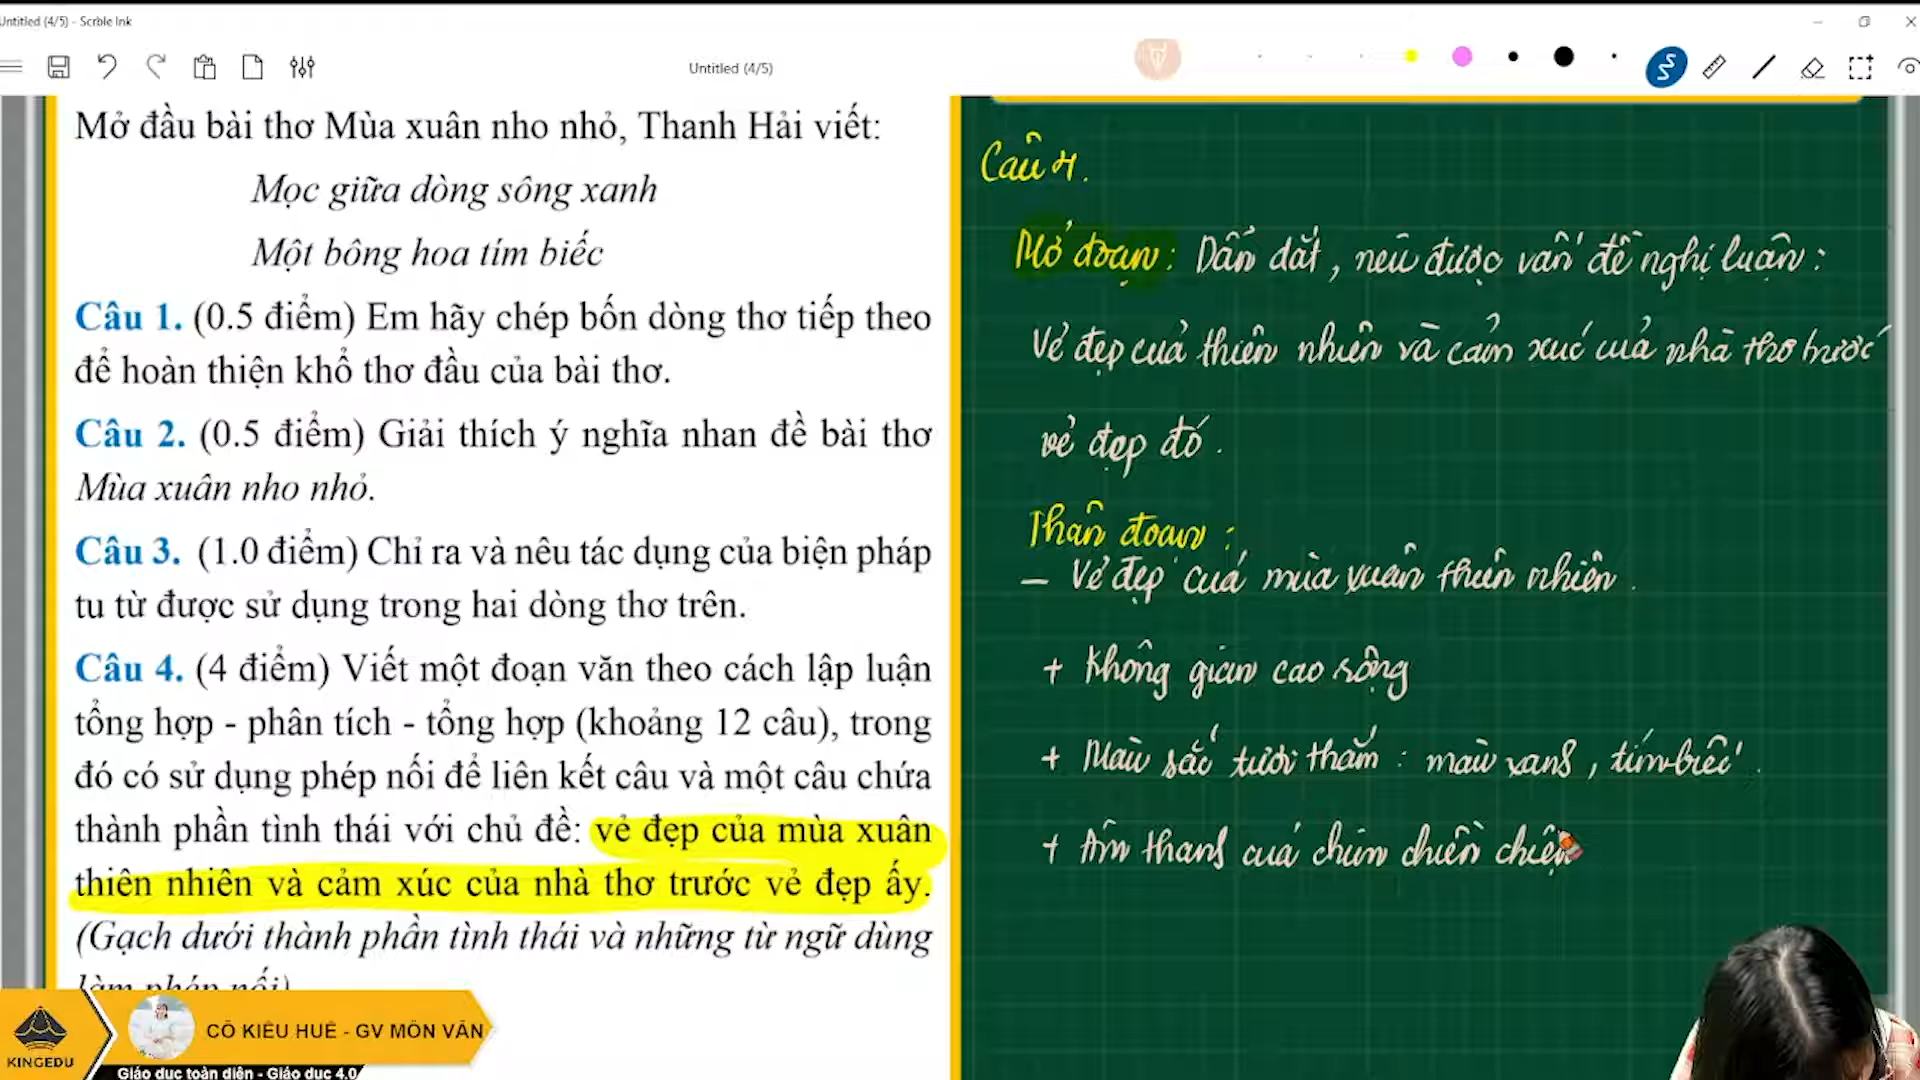 Untitled (4/5) - Scrble Ink
Untitled (4/5)
Mở đầu bài thơ Mùa xuân nho nhỏ, Thanh Hải viết:
Mọc giữa dòng sông xanh
Một bông hoa tím biếc
Câu 1. (0.5 điểm) Em hãy chép bốn dòng thơ tiếp theo
để hoàn thiện khổ thơ đầu của bài thơ.
Câu 2. (0.5 điểm) Giải thích ý nghĩa nhan đề bài thơ
Mùa xuân nho nhỏ.
Câu 3. (1.0 điểm) Chỉ ra và nêu tác dụng của biện pháp
tu từ được sử dụng trong hai dòng thơ trên.
Câu 4. (4 điểm) Viết một đoạn văn theo cách lập luận
tổng hợp - phân tích - tổng hợp (khoảng 12 câu), trong
đó có sử dụng phép nối để liên kết câu và một câu chứa
thành phần tình thái với chủ đề: vẻ đẹp của mùa xuân
thiên nhiên và cảm xúc của nhà thơ trước vẻ đẹp ấy.
(Gạch dưới thành phần tình thái và những từ ngữ dùng
làm phép nối)
KINGEDU
CÔ KIỀU HUÊ - GV MÔN VĂN
Giáo dục toàn diện - Giáo dục 4.0
Câu 4.
Mở đoạn: Dẫn dắt, nêu được vấn đề nghị luận:
Vẻ đẹp của thiên nhiên và cảm xúc của nhà thơ trước
vẻ đẹp đó.
Thân đoạn:
- Vẻ đẹp của mùa xuân thiên nhiên.
+ Không gian cao rộng
+ Màu sắc tươi thắm: màu xanh, tím biếc.
+ Âm thanh của chim chiền chiện